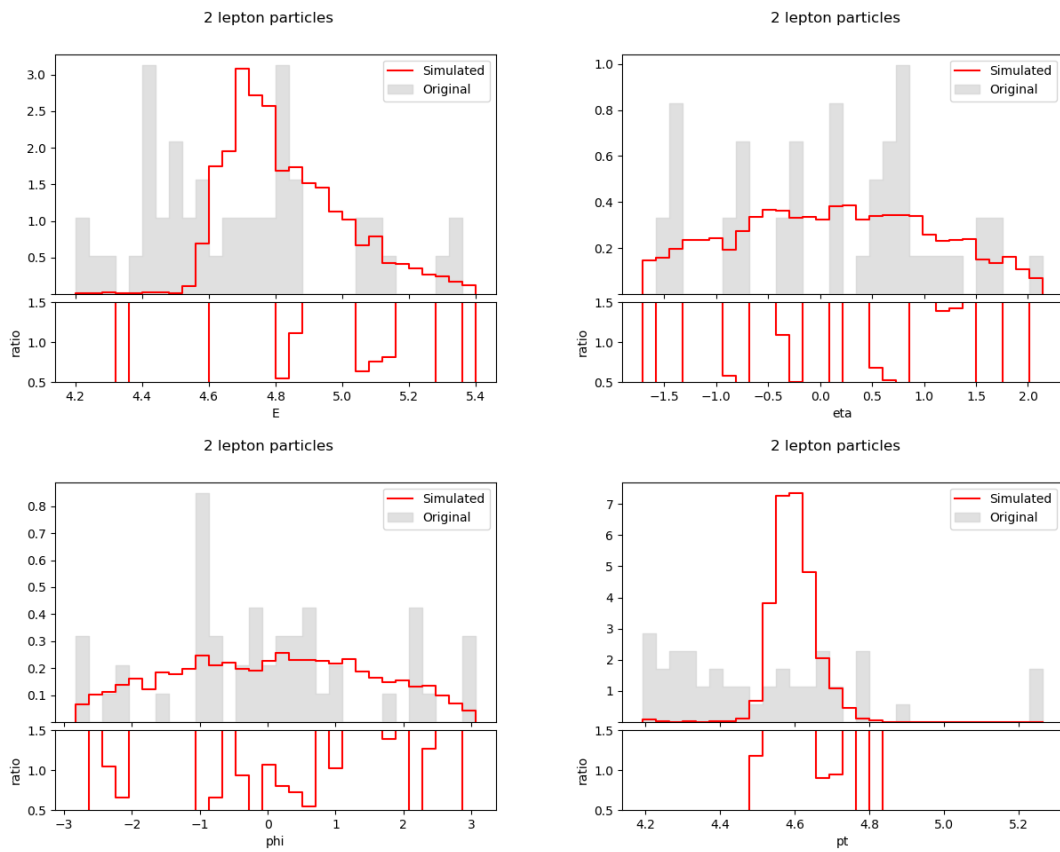 2 lepton particles
3.0
2.5
2.0
1.5
1.0
0.5
Simulated
Original
1.5
1.0
0.5
ratio
4.2 4.4 4.6 4.8 5.0 5.2 5.4
E
2 lepton particles
1.0
0.8
0.6
0.4
0.2
Simulated
Original
1.5
1.0
0.5
ratio
−1.5 −1.0 −0.5 0.0 0.5 1.0 1.5 2.0
eta
2 lepton particles
0.8
0.7
0.6
0.5
0.4
0.3
0.2
0.1
Simulated
Original
1.5
1.0
0.5
ratio
−3 −2 −1 0 1 2 3
phi
2 lepton particles
7
6
5
4
3
2
1
Simulated
Original
1.5
1.0
0.5
ratio
4.2 4.4 4.6 4.8 5.0 5.2
pt